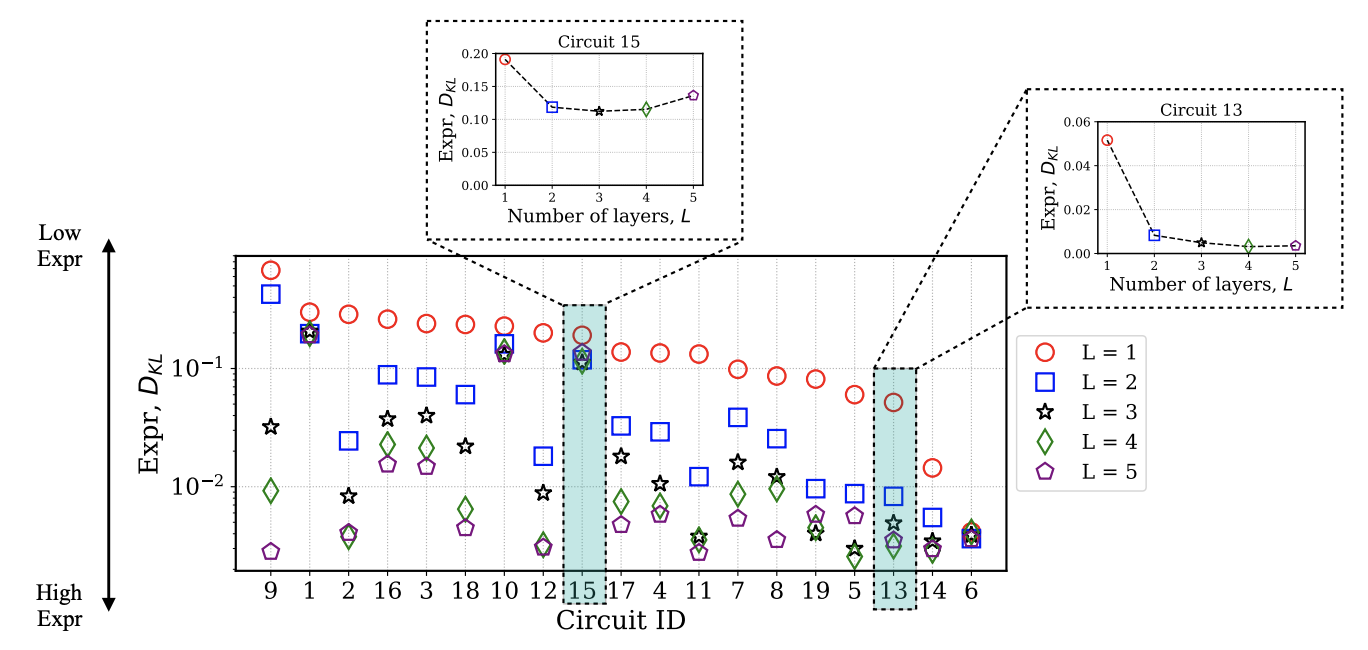 Circuit 15
0.20
0.15
0.10
0.05
0.00
Expr, D_KL
1 2 3 4 5
Number of layers, L
Circuit 13
0.06
0.04
0.02
0.00
Expr, D_KL
1 2 3 4 5
Number of layers, L
Low
Expr
High
Expr
Expr, D_KL
10⁻¹
10⁻²
9 1 2 16 3 18 10 12 15 17 4 11 7 8 19 5 13 14 6
Circuit ID
L = 1
L = 2
L = 3
L = 4
L = 5